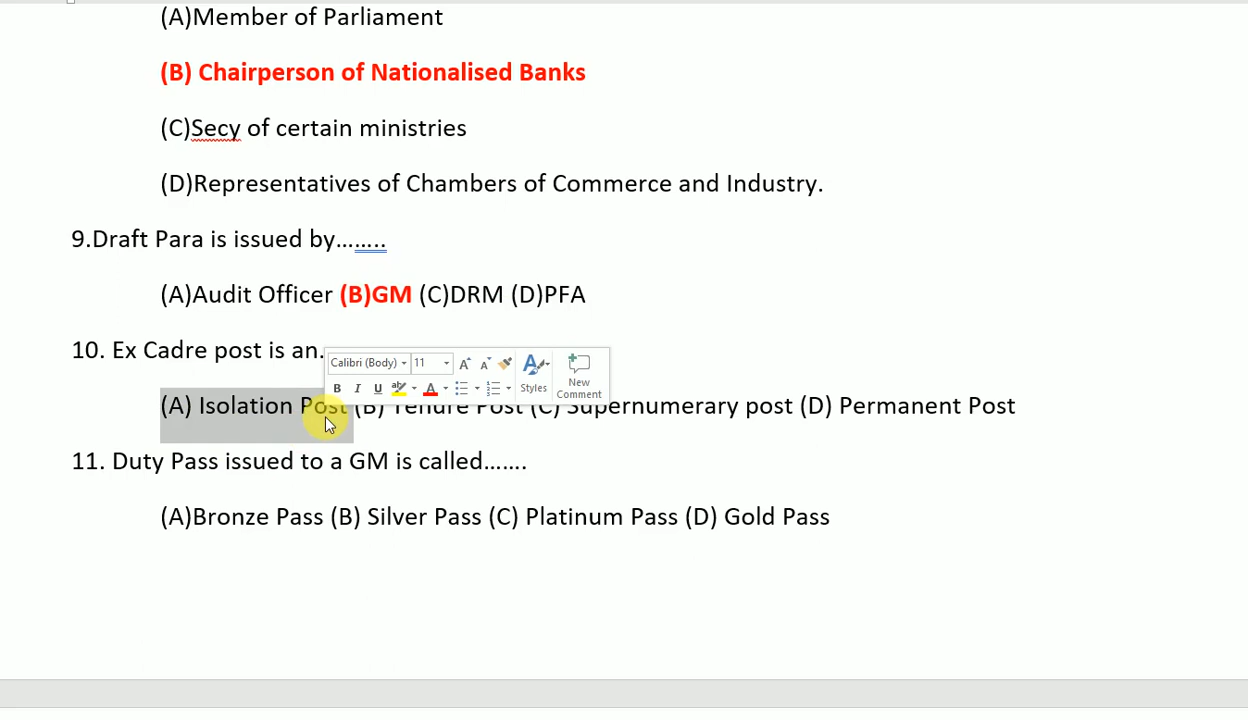 (A)Member of Parliament
(B) Chairperson of Nationalised Banks
(C)Secy of certain ministries
(D)Representatives of Chambers of Commerce and Industry.
9.Draft Para is issued by........
(A)Audit Officer (B)GM (C)DRM (D)PFA
10. Ex Cadre post is an.
Calibri (Body) 11 A A
B I U ab A Styles New
Comment
(A) Isolation Post (B) Tenure Post (C) Supernumerary post (D) Permanent Post
11. Duty Pass issued to a GM is called.......
(A)Bronze Pass (B) Silver Pass (C) Platinum Pass (D) Gold Pass